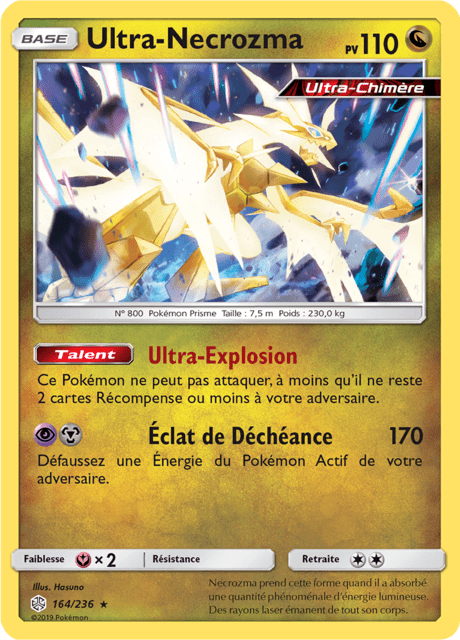 BASE Ultra-Necrozma PV110
Ultra-Chimère
N° 800 Pokémon Prisme Taille : 7,5 m Poids : 230,0 kg
Talent Ultra-Explosion
Ce Pokémon ne peut pas attaquer, à moins qu'il ne reste
2 cartes Récompense ou moins à votre adversaire.
Éclat de Déchéance 170
Défaussez une Énergie du Pokémon Actif de votre
adversaire.
Faiblesse × 2 Résistance Retraite
Illus. Hasuno
164/236 ★
©2019 Pokémon
Necrozma prend cette forme quand il a absorbé
une quantité phénoménale d'énergie lumineuse.
Des rayons laser émanent de tout son corps.